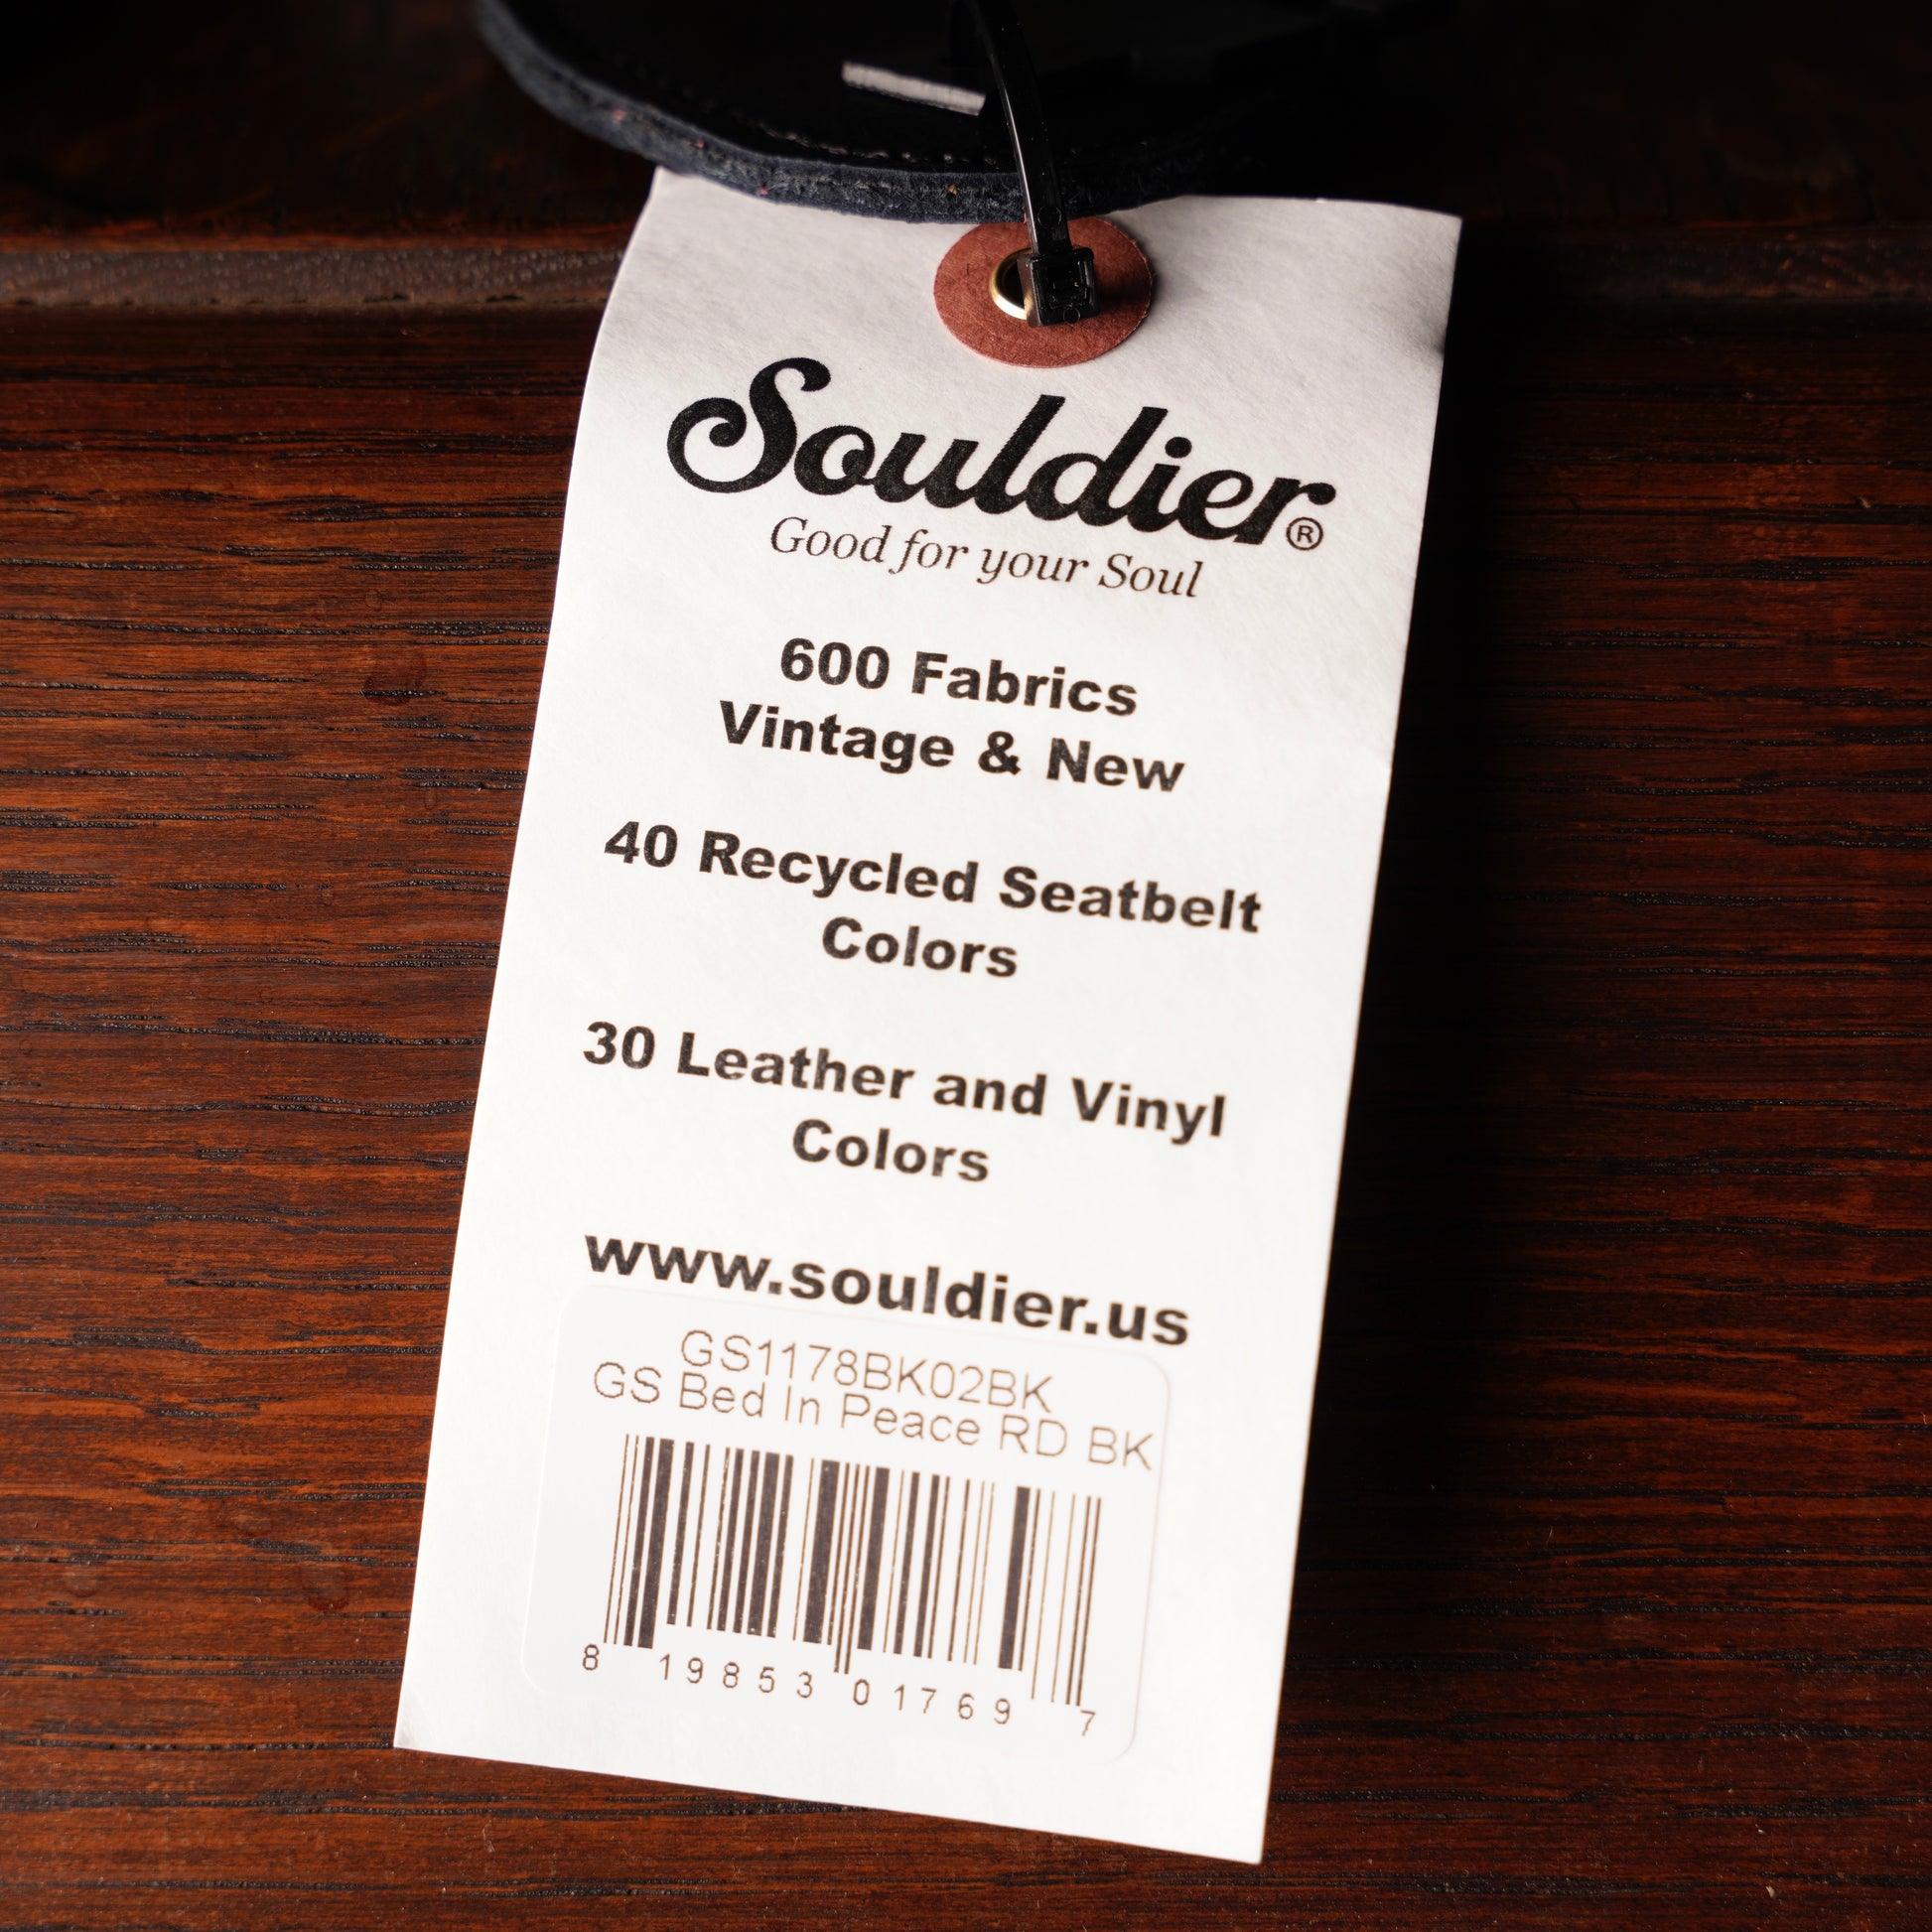 Souldier®
Good for your Soul
600 Fabrics
Vintage & New
40 Recycled Seatbelt
Colors
30 Leather and Vinyl
Colors
www.souldier.us
GS1178BK02BK
GS Bed In Peace RD BK
8 19853 01769 7